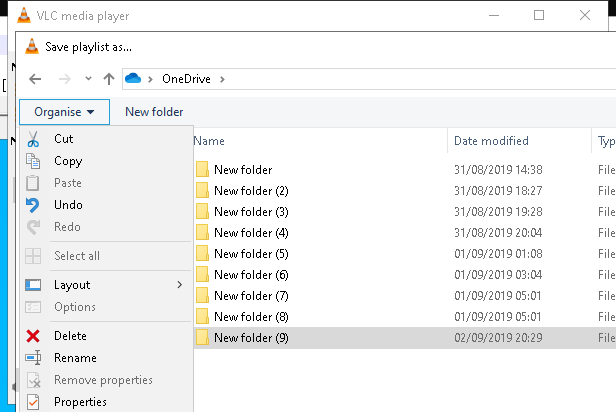 VLC media player
Save playlist as...
OneDrive
Organise New folder
Name Date modified Typ
Cut
Copy
Paste
Undo
Redo
Select all
Layout
Options
Delete
Rename
Remove properties
Properties
New folder 31/08/2019 14:38 File
New folder (2) 31/08/2019 18:27 File
New folder (3) 31/08/2019 19:28 File
New folder (4) 31/08/2019 20:04 File
New folder (5) 01/09/2019 01:08 File
New folder (6) 01/09/2019 03:04 File
New folder (7) 01/09/2019 05:01 File
New folder (8) 01/09/2019 05:01 File
New folder (9) 02/09/2019 20:29 File